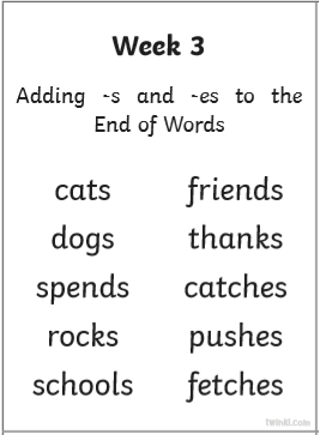 Week 3
Adding -s and -es to the
End of Words
cats friends
dogs thanks
spends catches
rocks pushes
schools fetches
twinkl.com